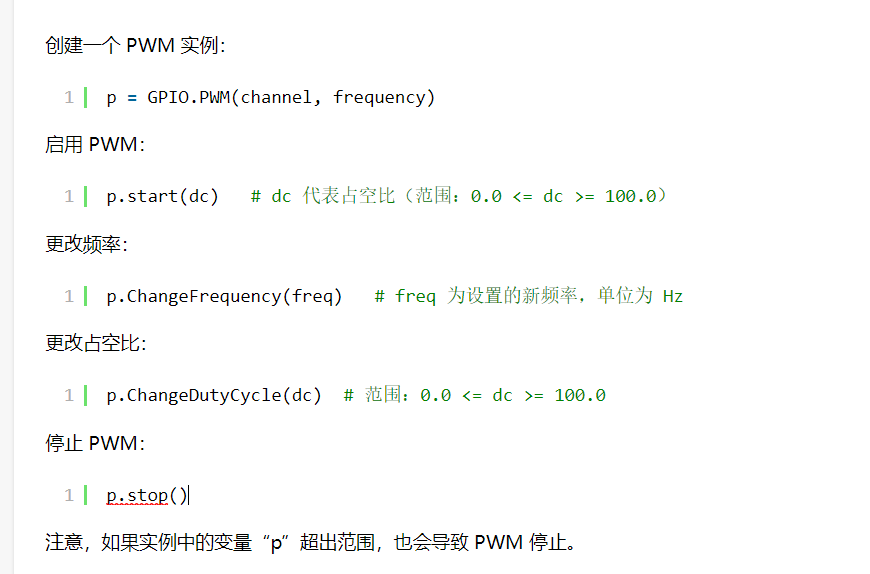 创建一个 PWM 实例：
1 p = GPIO.PWM(channel, frequency)
启用 PWM：
1 p.start(dc)   # dc 代表占空比（范围：0.0 <= dc >= 100.0）
更改频率：
1 p.ChangeFrequency(freq)   # freq 为设置的新频率，单位为 Hz
更改占空比：
1 p.ChangeDutyCycle(dc)  # 范围：0.0 <= dc >= 100.0
停止 PWM：
1 p.stop()
注意，如果实例中的变量“p”超出范围，也会导致 PWM 停止。